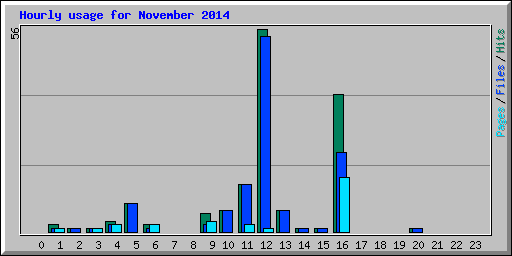 Hourly usage for November 2014
56
Pages/Files/Hits
0 1 2 3 4 5 6 7 8 9 10 11 12 13 14 15 16 17 18 19 20 21 22 23